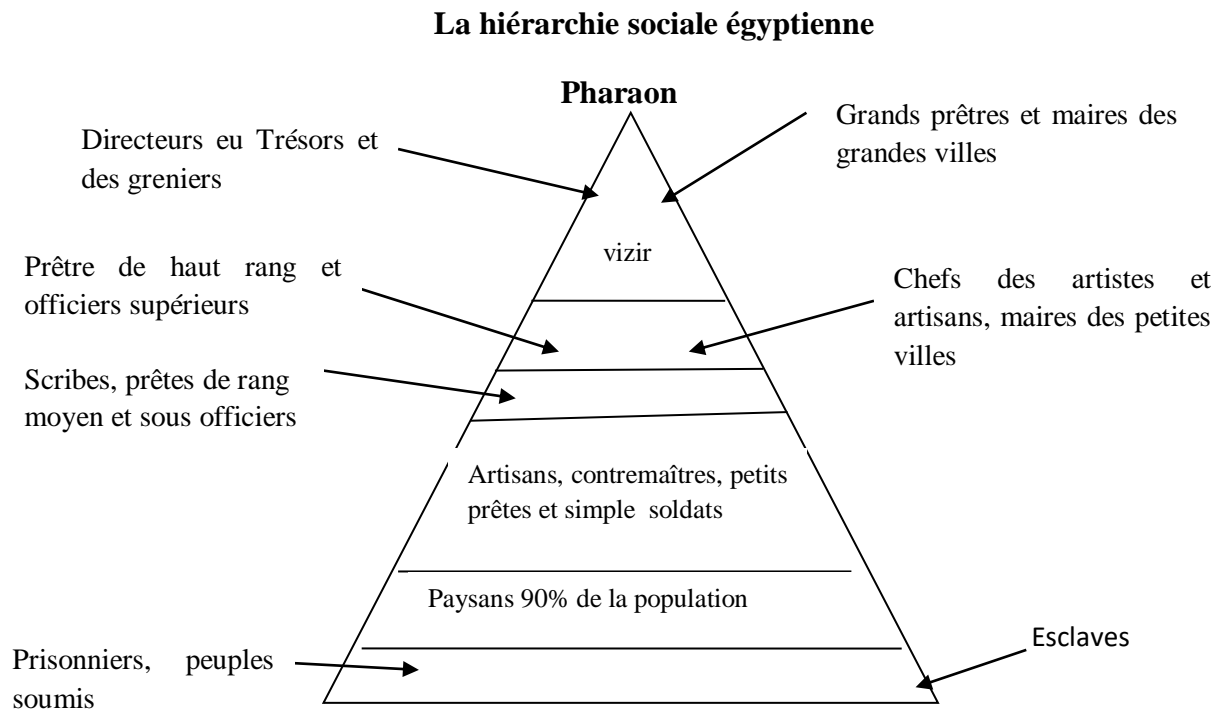 La hiérarchie sociale égyptienne
Pharaon
Directeurs eu Trésors et
des greniers
Grands prêtres et maires des
grandes villes
vizir
Prêtre de haut rang et
officiers supérieurs
Chefs des artistes et
artisans, maires des petites
villes
Scribes, prêtes de rang
moyen et sous officiers
Artisans, contremaîtres, petits
prêtes et simple soldats
Paysans 90% de la population
Prisonniers, peuples
soumis
Esclaves